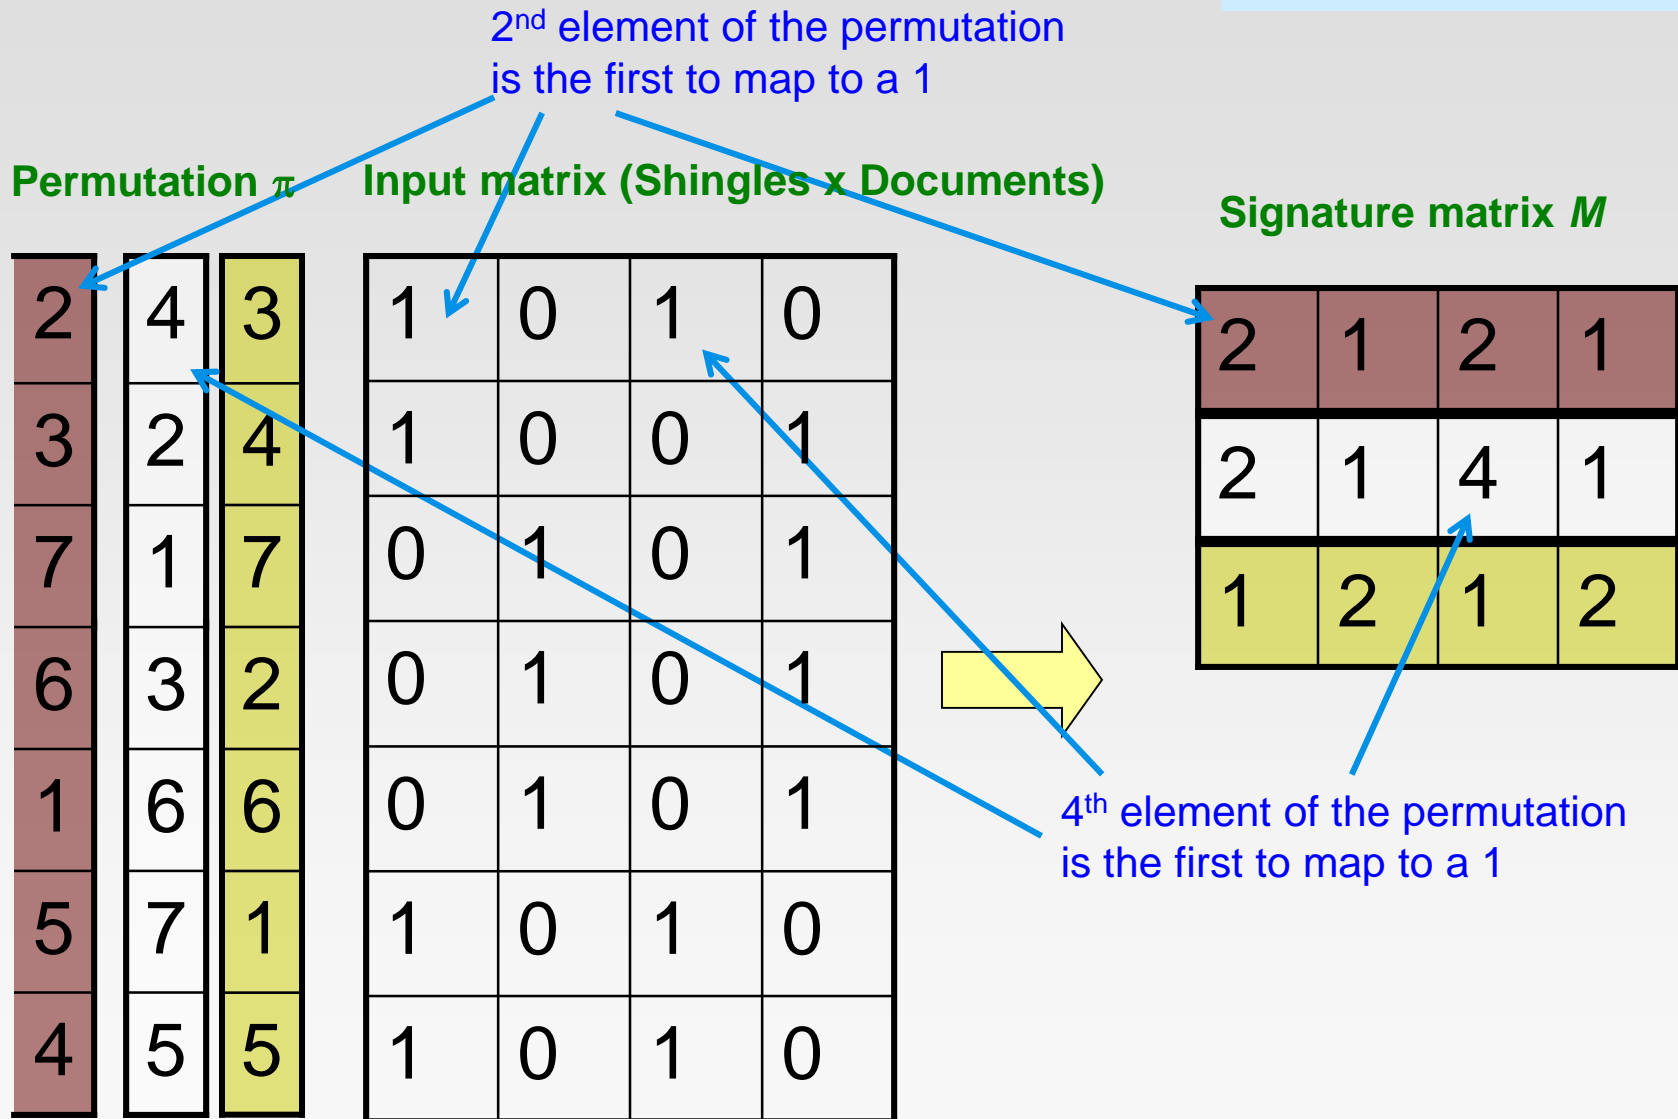 2nd element of the permutation
is the first to map to a 1
Permutation π
Input matrix (Shingles x Documents)
Signature matrix M
2 4 3 1 0 1 0
3 2 4 1 0 0 1
7 1 7 0 1 0 1
6 3 2 0 1 0 1
1 6 6 0 1 0 1
5 7 1 1 0 1 0
4 5 5 1 0 1 0
2 1 2 1
2 1 4 1
1 2 1 2
4th element of the permutation
is the first to map to a 1